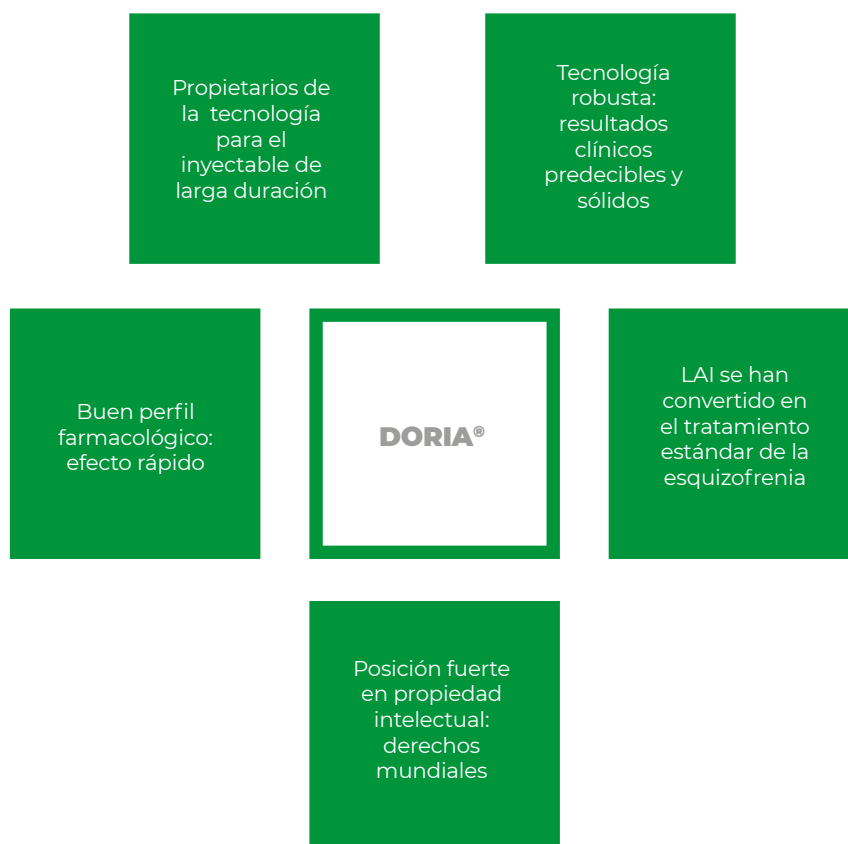 Propietarios de
la tecnología
para el
inyectable de
larga duración
Tecnología
robusta:
resultados
clínicos
predecibles y
sólidos
Buen perfil
farmacológico:
efecto rápido
DORIA®
LAI se han
convertido en
el tratamiento
estándar de la
esquizofrenia
Posición fuerte
en propiedad
intelectual:
derechos
mundiales